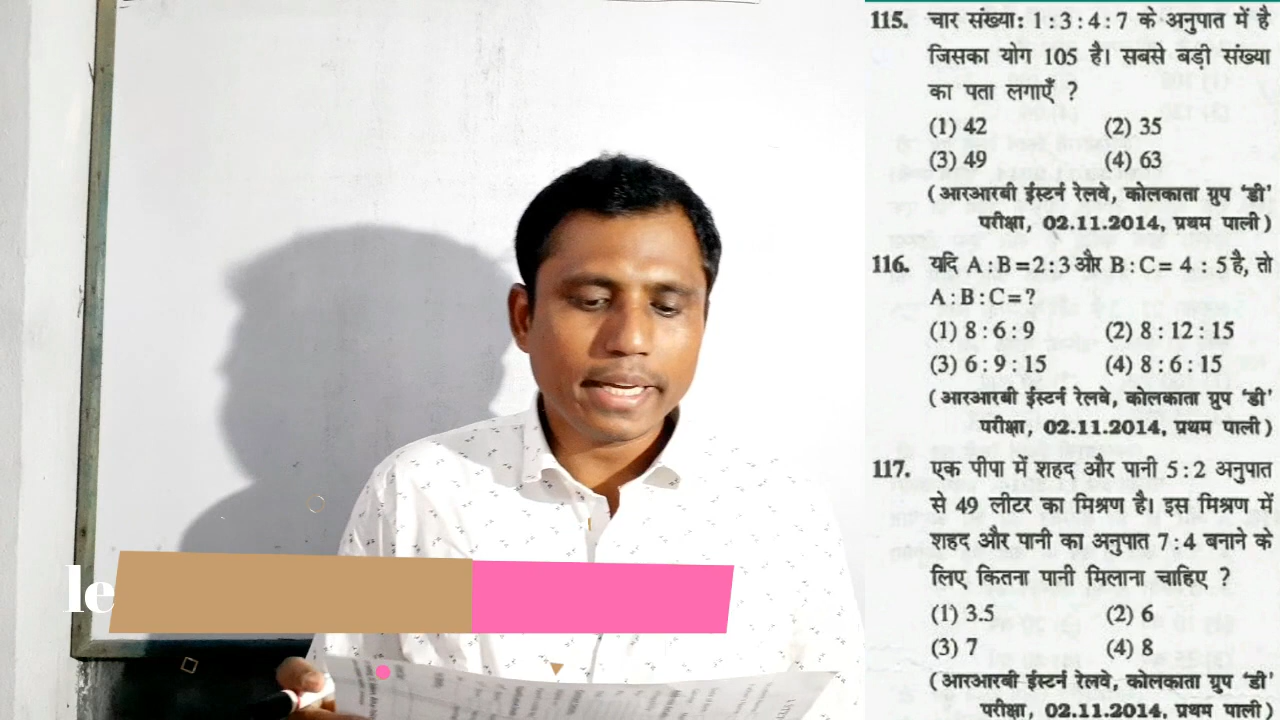 115. चार संख्या: 1 : 3 : 4 : 7 के अनुपात में है
जिसका योग 105 है। सबसे बड़ी संख्या
का पता लगाएँ ?
(1) 42 (2) 35
(3) 49 (4) 63
(आरआरबी ईस्टर्न रेलवे, कोलकाता ग्रुप ‘डी’
परीक्षा, 02.11.2014, प्रथम पाली)
116. यदि A : B = 2 : 3 और B : C = 4 : 5 है, तो
A : B : C = ?
(1) 8 : 6 : 9 (2) 8 : 12 : 15
(3) 6 : 9 : 15 (4) 8 : 6 : 15
(आरआरबी ईस्टर्न रेलवे, कोलकाता ग्रुप ‘डी’
परीक्षा, 02.11.2014, प्रथम पाली)
117. एक पीपा में शहद और पानी 5 : 2 अनुपात
से 49 लीटर का मिश्रण है। इस मिश्रण में
शहद और पानी का अनुपात 7 : 4 बनाने के
लिए कितना पानी मिलाना चाहिए ?
(1) 3.5 (2) 6
(3) 7 (4) 8
(आरआरबी ईस्टर्न रेलवे, कोलकाता ग्रुप ‘डी’
परीक्षा, 02.11.2014, प्रथम पाली)
le